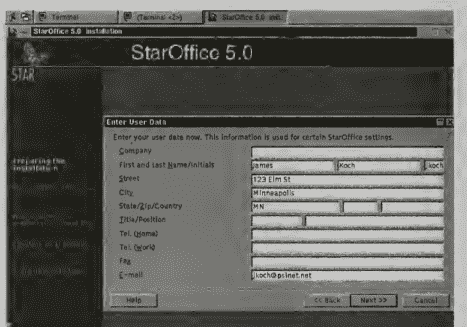 Terminal (Terminal <2>) StarOffice 5.0
StarOffice 5.0 Installation
StarOffice 5.0
STAR
Enter User Data
Enter your user data now. This information is used for certain StarOffice settings.
Company
First and Last Name/Initials James Koch jkoch
Street 123 Elm St
City Minneapolis
State/Zip/Country MN
Title/Position
Tel. (Home)
Tel. (Work)
Fax
E-mail jkoch@pslnet.net
Preparing the
Help << Back Next >> Cancel